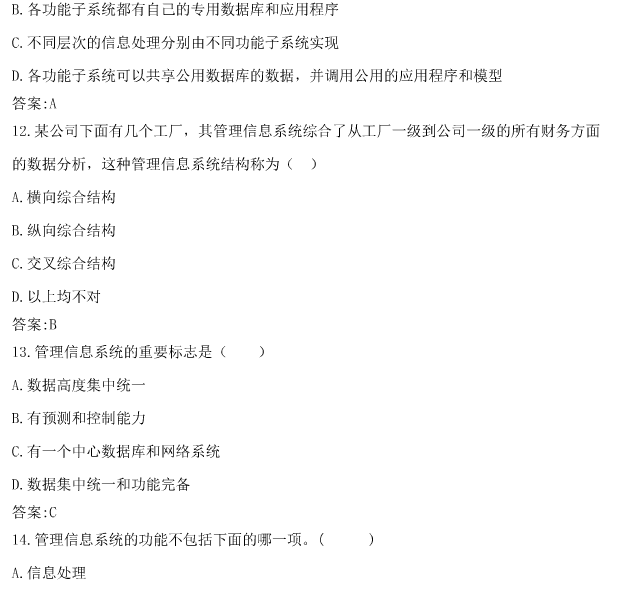 B.各功能子系统都有自己的专用数据库和应用程序
C.不同层次的信息处理分别由不同功能子系统实现
D.各功能子系统可以共享公用数据库的数据，并调用公用的应用程序和模型
答案:A
12.某公司下面有几个工厂，其管理信息系统综合了从工厂一级到公司一级的所有财务方面
的数据分析，这种管理信息系统结构称为（ ）
A.横向综合结构
B.纵向综合结构
C.交叉综合结构
D.以上均不对
答案:B
13.管理信息系统的重要标志是（  ）
A.数据高度集中统一
B.有预测和控制能力
C.有一个中心数据库和网络系统
D.数据集中统一和功能完备
答案:C
14.管理信息系统的功能不包括下面的哪一项。(   )
A.信息处理